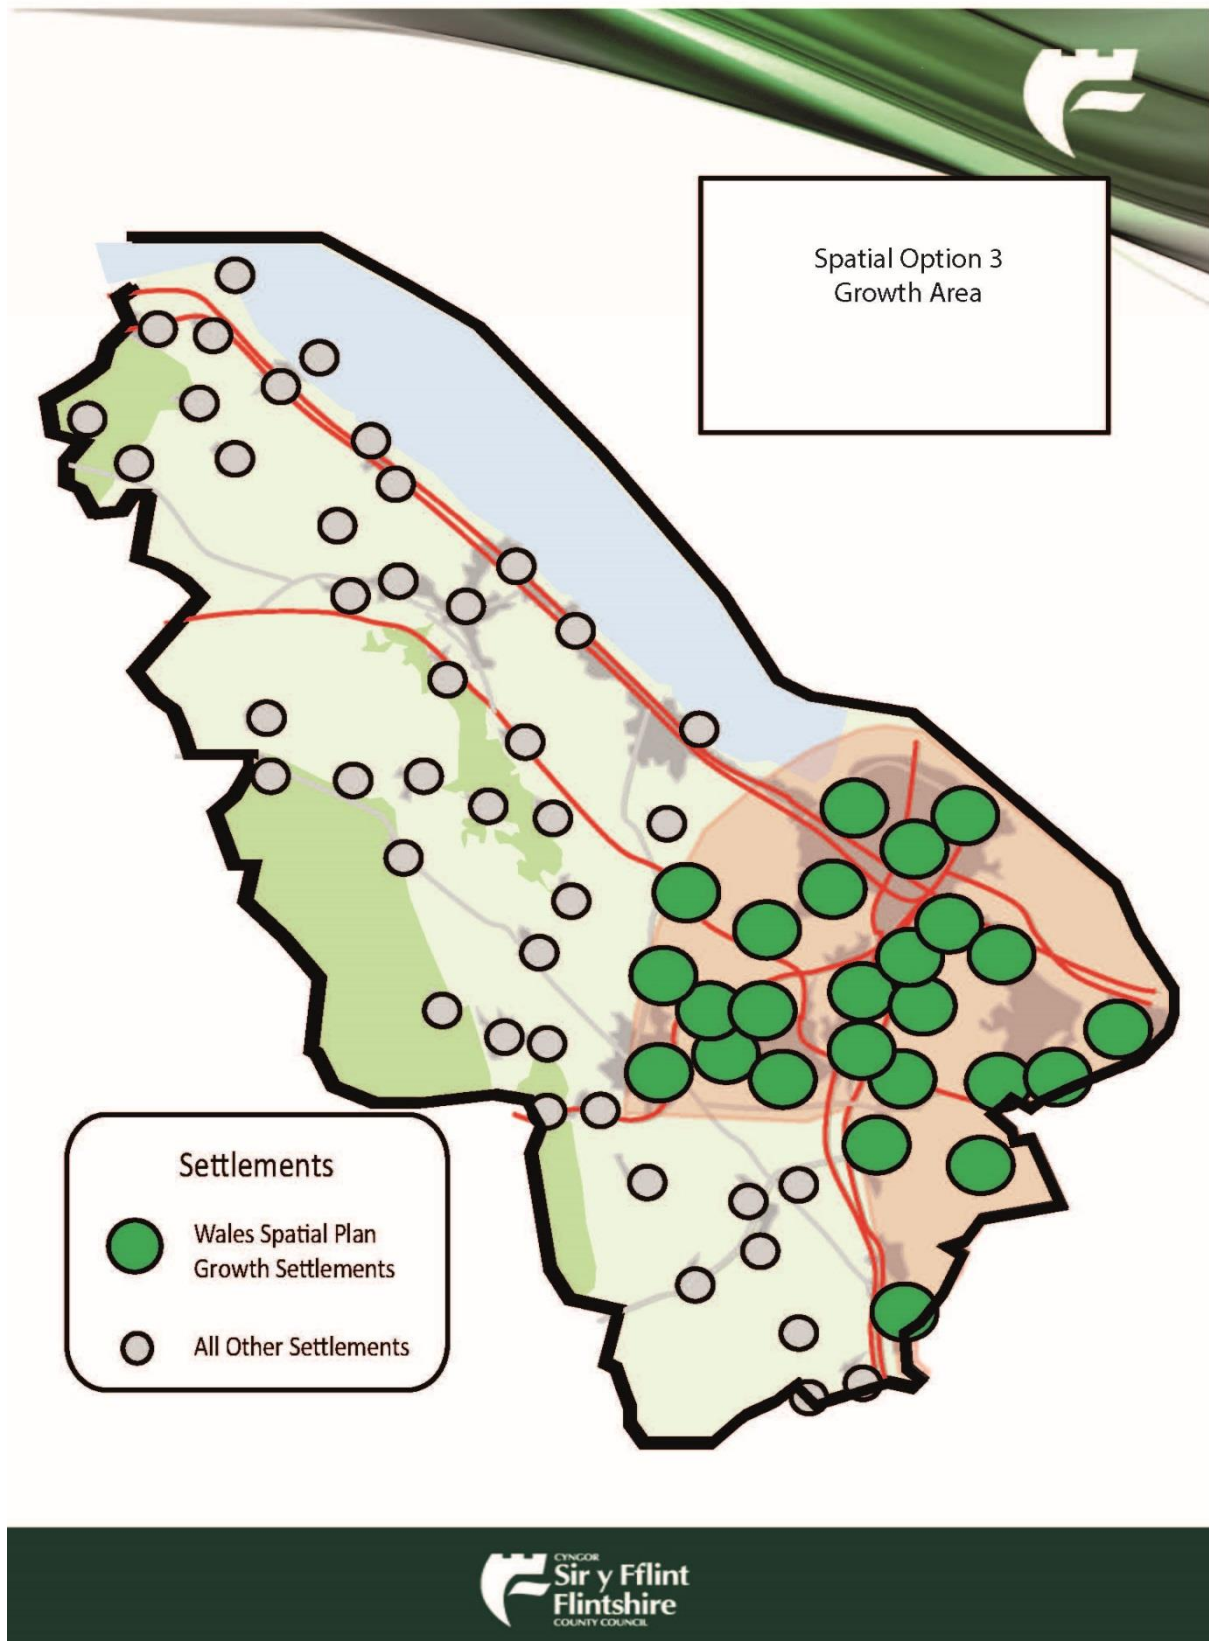 Spatial Option 3
Growth Area
Settlements
Wales Spatial Plan
Growth Settlements
All Other Settlements
CYNGOR
Sir y Fflint
Flintshire
COUNTY COUNCIL